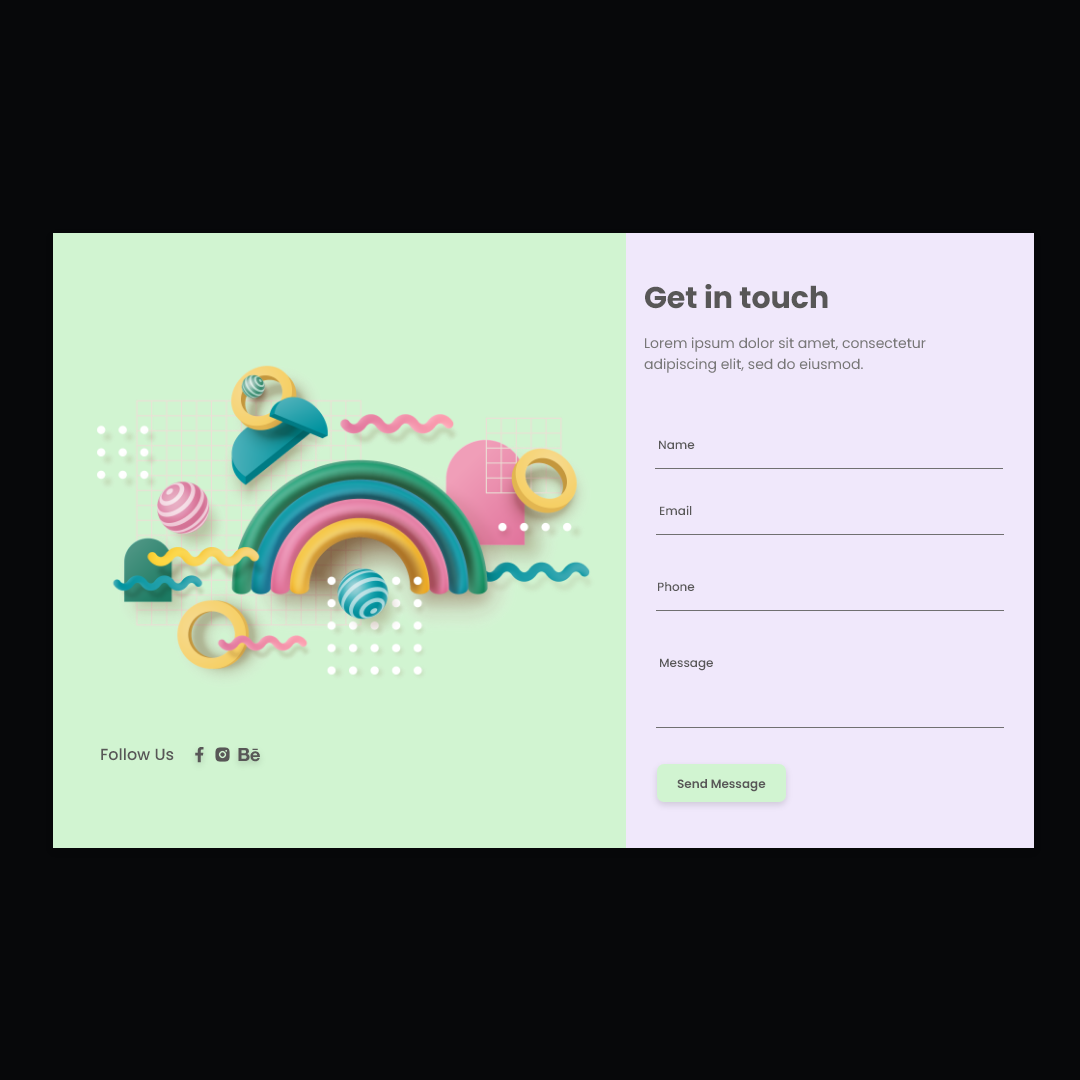 Get in touch
Lorem ipsum dolor sit amet, consectetur
adipiscing elit, sed do eiusmod.
Name
Email
Phone
Message
Send Message
Follow Us
Bē